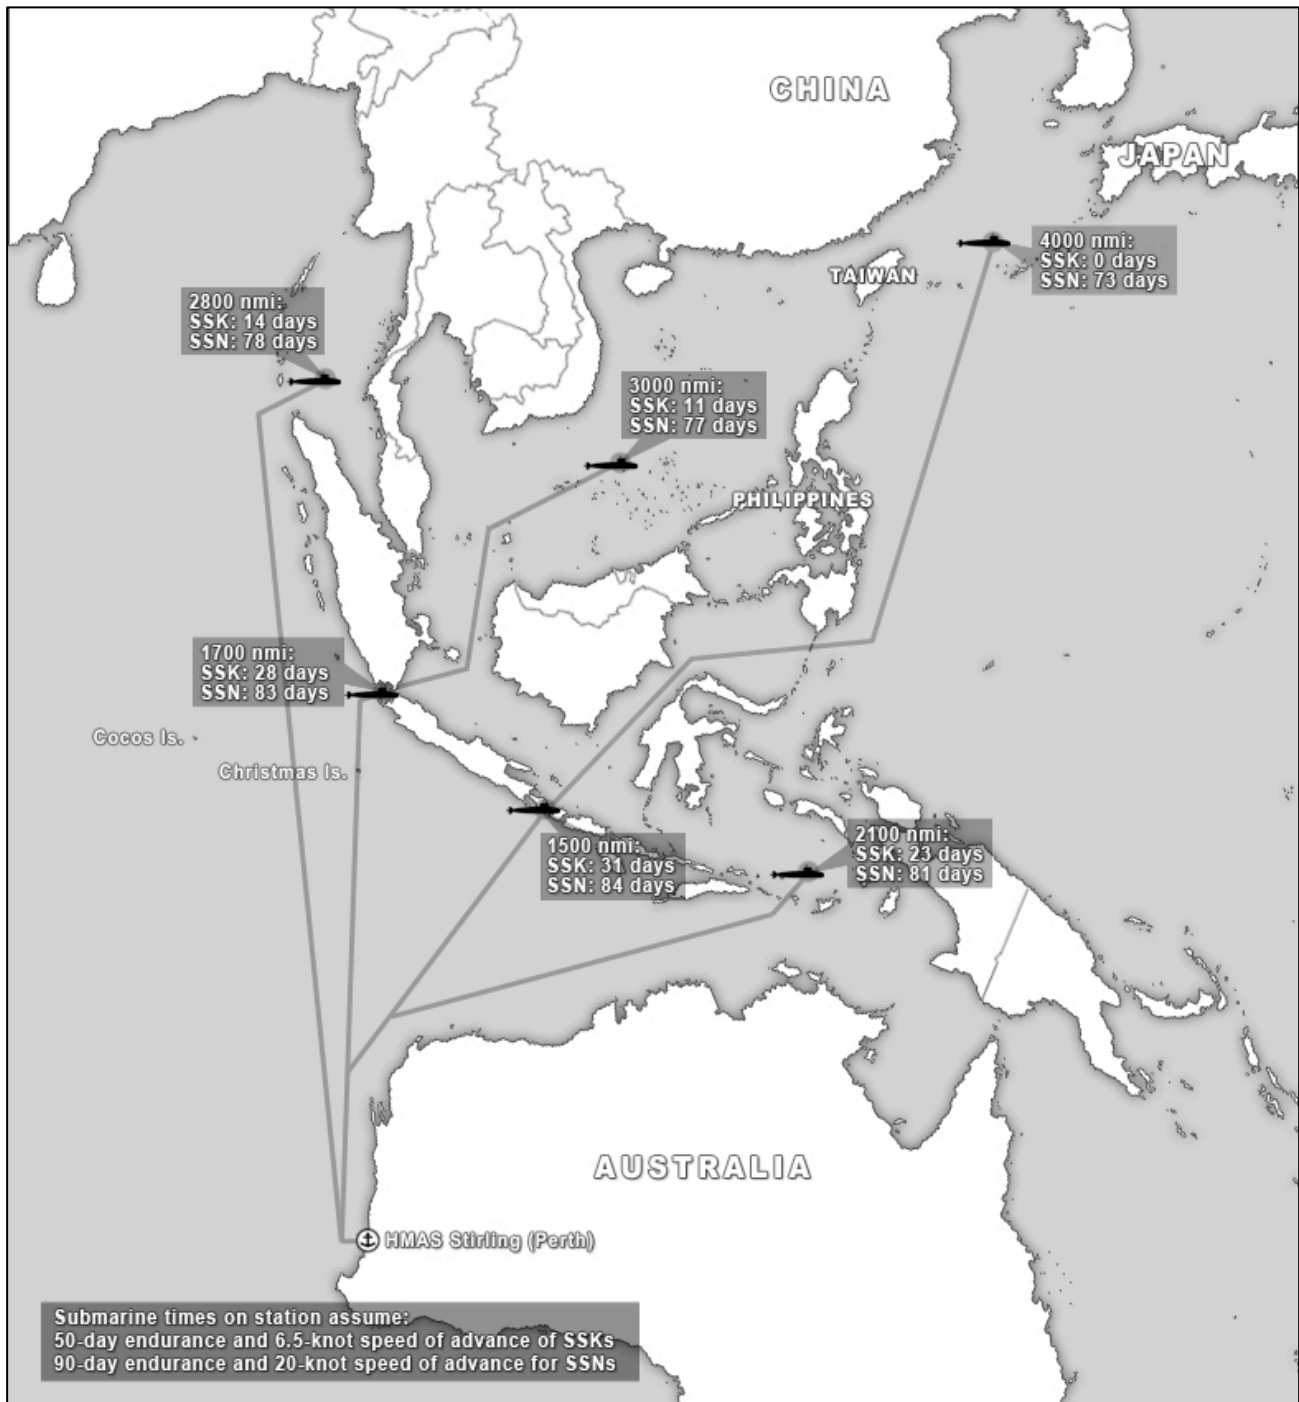 CHINA
JAPAN
4000 nmi:
SSK: 0 days
SSN: 73 days
TAIWAN
2800 nmi:
SSK: 14 days
SSN: 78 days
3000 nmi:
SSK: 11 days
SSN: 77 days
PHILIPPINES
1700 nmi:
SSK: 28 days
SSN: 83 days
Cocos Is.
Christmas Is.
1500 nmi:
SSK: 31 days
SSN: 84 days
2100 nmi:
SSK: 23 days
SSN: 81 days
AUSTRALIA
HMAS Stirling (Perth)
Submarine times on station assume:
50-day endurance and 6.5-knot speed of advance of SSKs
90-day endurance and 20-knot speed of advance for SSNs